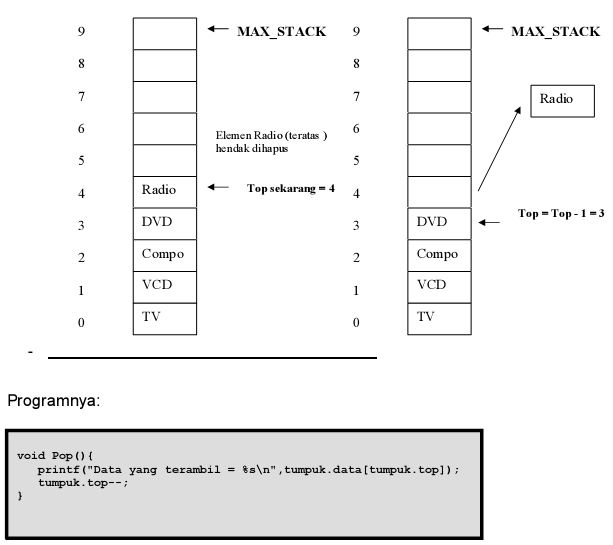 9 MAX_STACK 9 MAX_STACK
8 8
7 7 Radio
6 Elemen Radio (teratas ) 6
hendak dihapus
5 5
4 Radio Top sekarang = 4 4
3 DVD 3 DVD Top = Top - 1 = 3
2 Compo 2 Compo
1 VCD 1 VCD
0 TV 0 TV
-
Programnya:
void Pop(){
printf("Data yang terambil = %s\n",tumpuk.data[tumpuk.top]);
tumpuk.top--;
}